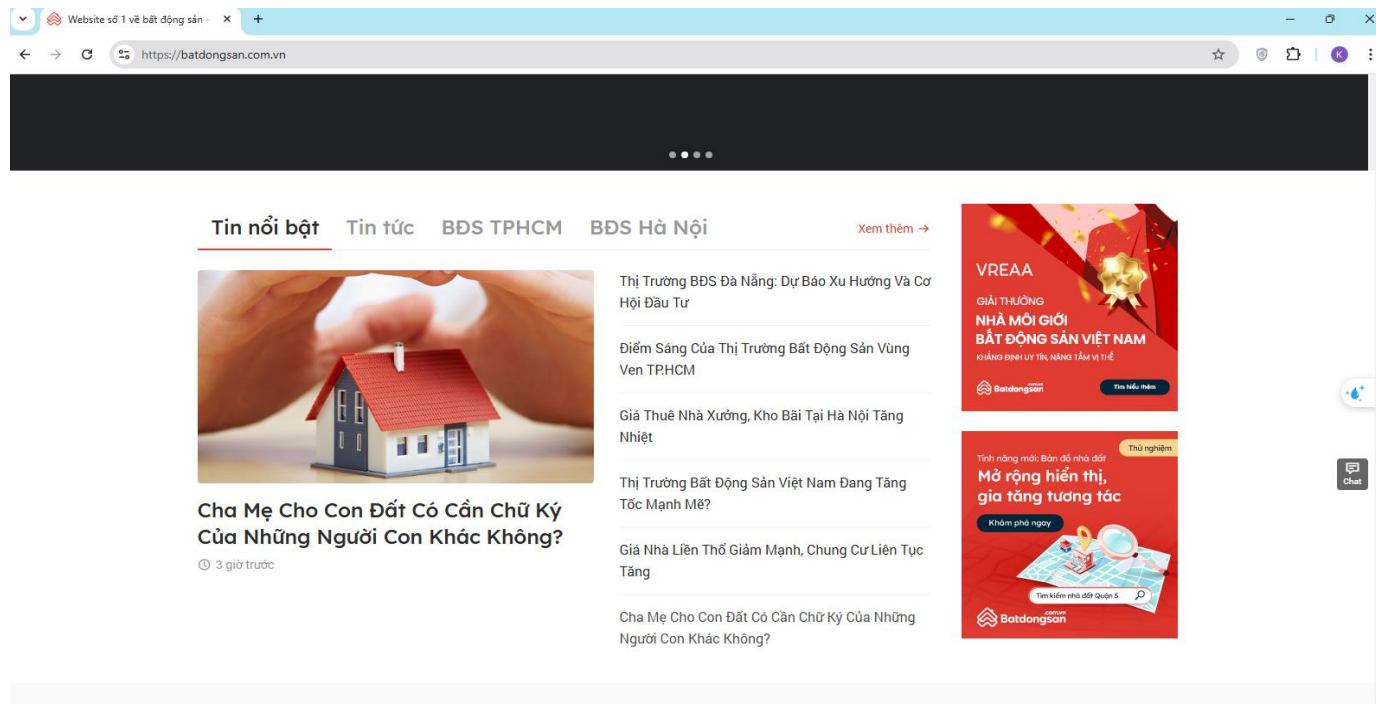 Website số 1 về bất động sản -
https://batdongsan.com.vn
Tin nổi bật
Tin tức
BĐS TPHCM
BĐS Hà Nội
Xem thêm →
Cha Mẹ Cho Con Đất Có Cần Chữ Ký
Của Những Người Con Khác Không?
3 giờ trước
Thị Trường BĐS Đà Nẵng: Dự Báo Xu Hướng Và Cơ
Hội Đầu Tư
Điểm Sáng Của Thị Trường Bất Động Sản Vùng
Ven TP.HCM
Giá Thuê Nhà Xưởng, Kho Bãi Tại Hà Nội Tăng
Nhiệt
Thị Trường Bất Động Sản Việt Nam Đang Tăng
Tốc Mạnh Mẽ?
Giá Nhà Liền Thổ Giảm Mạnh, Chung Cư Liên Tục
Tăng
Cha Mẹ Cho Con Đất Có Cần Chữ Ký Của Những
Người Con Khác Không?
VREAA
GIẢI THƯỞNG
NHÀ MÔI GIỚI
BẤT ĐỘNG SẢN VIỆT NAM
KHẲNG ĐỊNH UY TÍN, NÂNG TẦM VỊ THẾ
Batdongsan .com.vn
Tìm hiểu thêm
Thử nghiệm
Tính năng mới: Bản đồ nhà đất
Mở rộng hiển thị,
gia tăng tương tác
Khám phá ngay
Tìm kiếm nhà đất Quận 5
Batdongsan .com.vn
Chat
K